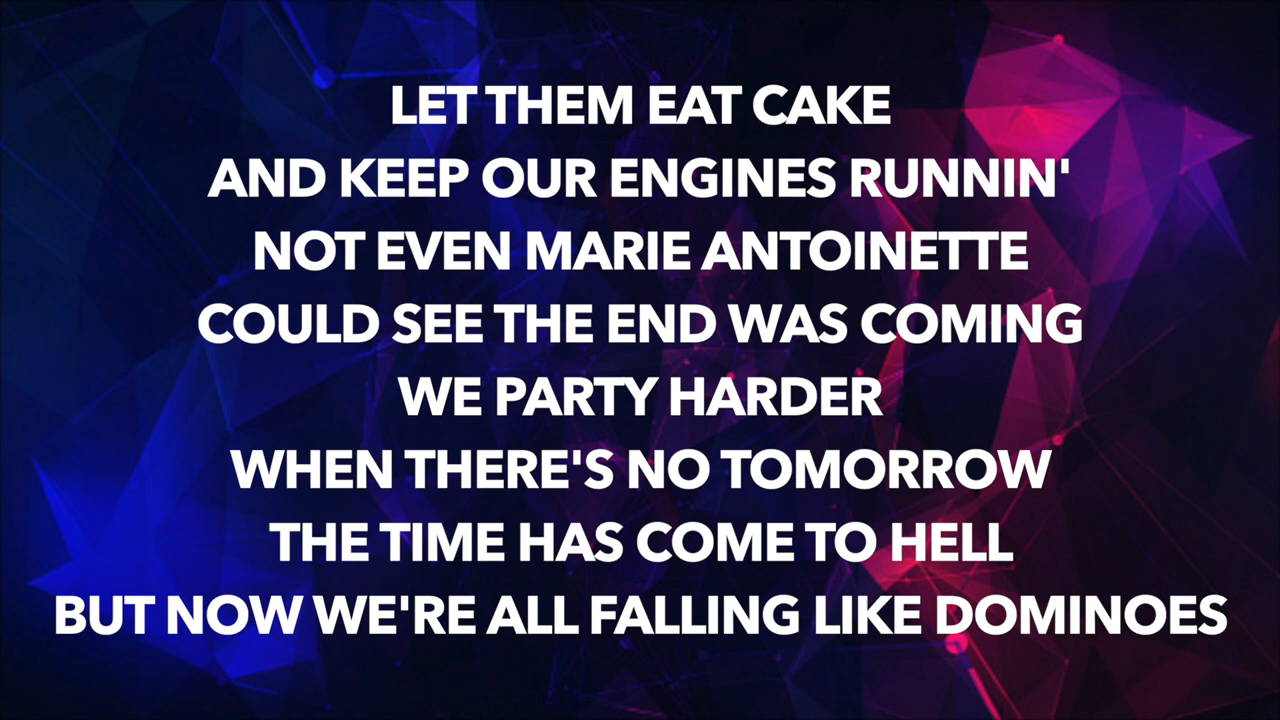 LET THEM EAT CAKE
AND KEEP OUR ENGINES RUNNIN'
NOT EVEN MARIE ANTOINETTE
COULD SEE THE END WAS COMING
WE PARTY HARDER
WHEN THERE'S NO TOMORROW
THE TIME HAS COME TO HELL
BUT NOW WE'RE ALL FALLING LIKE DOMINOES